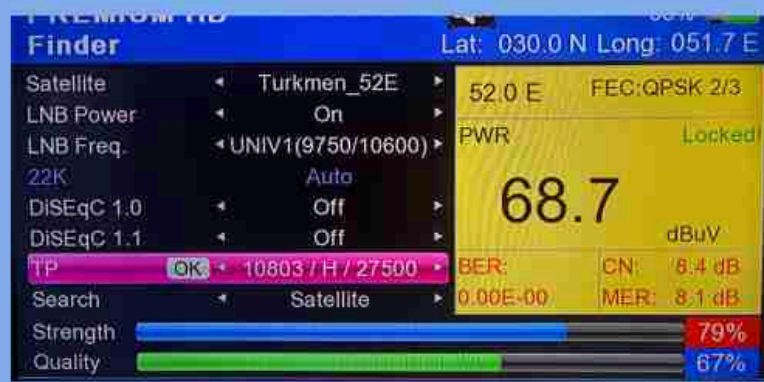 PREMIUM HD
Finder Lat: 030.0 N Long: 051.7 E
Satellite Turkmen_52E
LNB Power On
LNB Freq. UNIV1(9750/10600)
22K Auto
DiSEqC 1.0 Off
DiSEqC 1.1 Off
TP OK 10803 / H / 27500
Search Satellite
52.0 E FEC:QPSK 2/3
PWR Locked!
68.7
dBuV
BER: CN: 8.4 dB
0.00E-00 MER: 8.1 dB
Strength 79%
Quality 67%